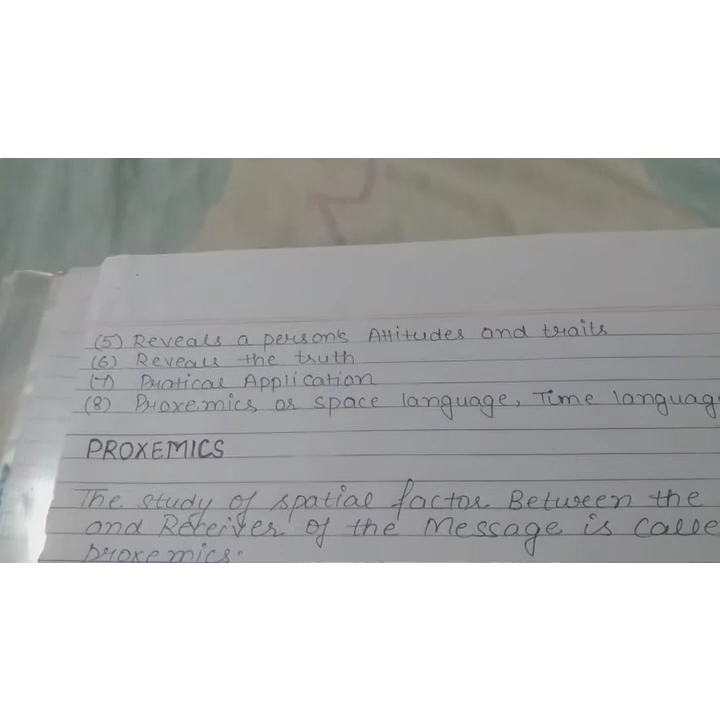 (5) Reveals a person's Attitudes and traits
(6) Reveals the truth
(7) Pratical Application
(8) Proxemics or space language, Time languag
PROXEMICS
The study of spatial factor Between the
and Receiver of the Message is calle
proxemics.